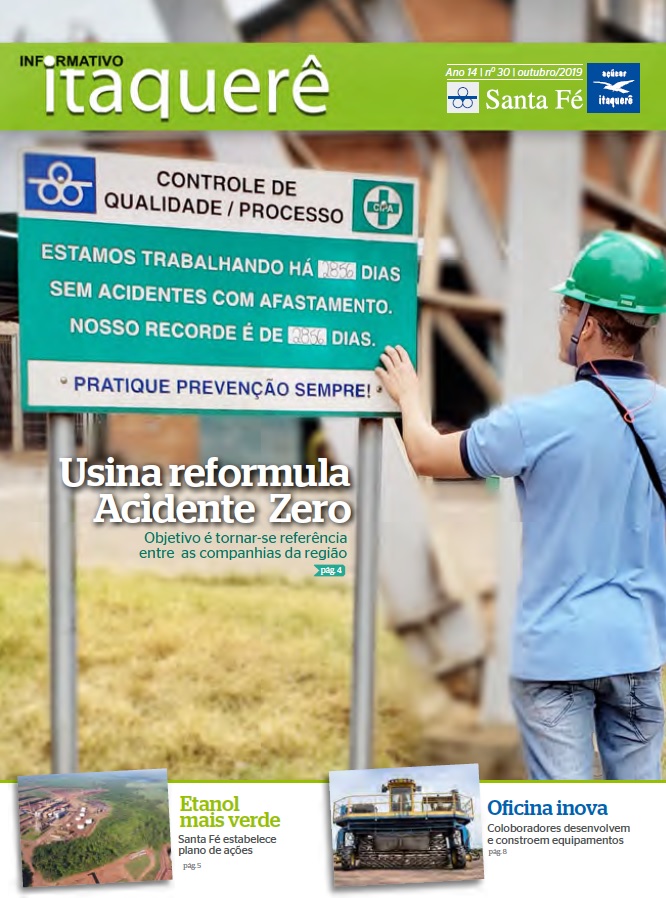 INFORMATIVO
itaquerê
Ano 14 | nº 30 | outubro/2019
Santa Fé
açúcar
itaquerê
CONTROLE DE
QUALIDADE / PROCESSO
CIPA
ESTAMOS TRABALHANDO HÁ 2856 DIAS
SEM ACIDENTES COM AFASTAMENTO.
NOSSO RECORDE É DE 2856 DIAS.
PRATIQUE PREVENÇÃO SEMPRE!
Usina reformula
Acidente Zero
Objetivo é tornar-se referência
entre as companhias da região
pág. 4
Etanol
mais verde
Santa Fé estabelece
plano de ações
pág.5
Oficina inova
Coloboradores desenvolvem
e constroem equipamentos
pág.8